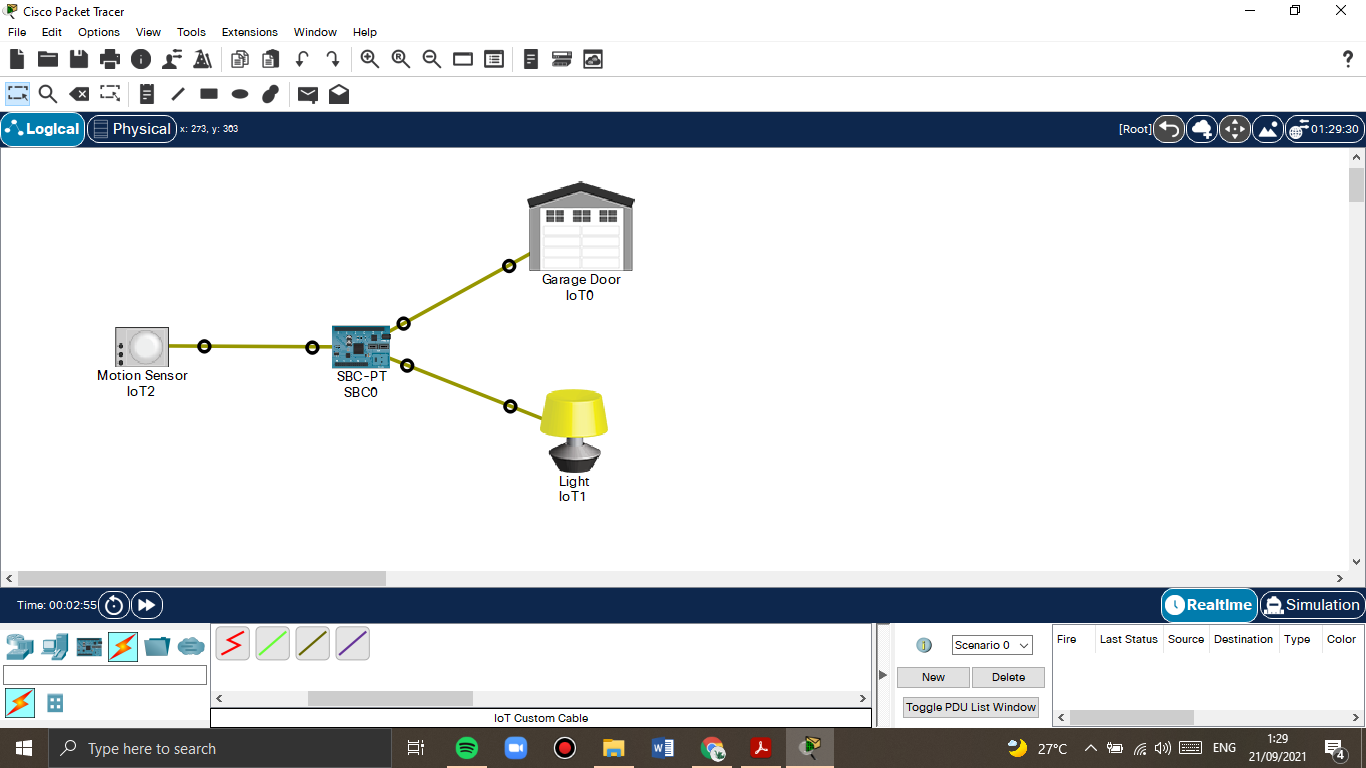 Cisco Packet Tracer
File Edit Options View Tools Extensions Window Help
Logical Physical x: 273, y: 303 [Root] 01:29:30
Garage Door
IoT0
Motion Sensor
IoT2
SBC-PT
SBC0
Light
IoT1
Time: 00:02:55 Realtime Simulation
Scenario 0
New Delete
Toggle PDU List Window
Fire Last Status Source Destination Type Color
IoT Custom Cable
Type here to search
27°C ENG
1:29
21/09/2021
4